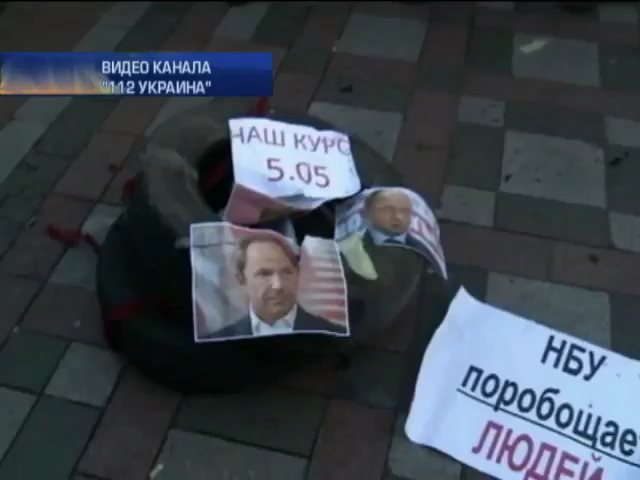 ВИДЕО КАНАЛА
"112 УКРАИНА"
НАШ КУРС
5.05
НБУ
поробощает
ЛЮДЕЙ